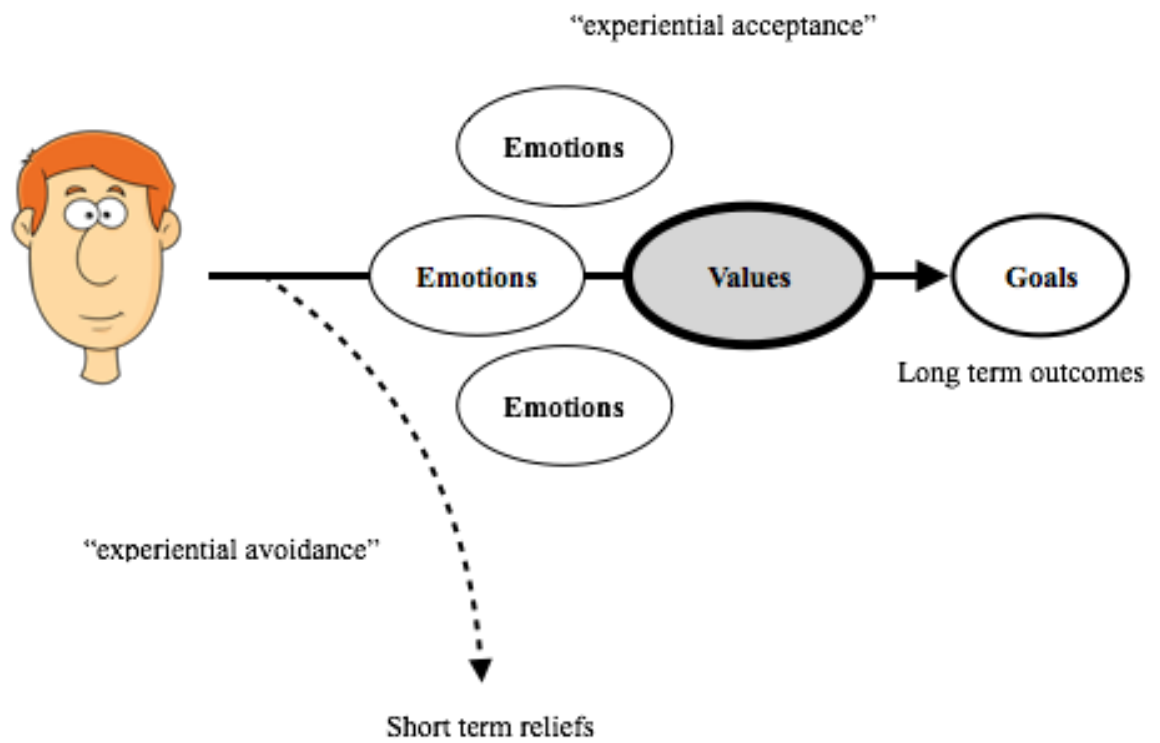 “experiential acceptance”
Emotions
Emotions
Values
Goals
Emotions
Long term outcomes
“experiential avoidance”
Short term reliefs